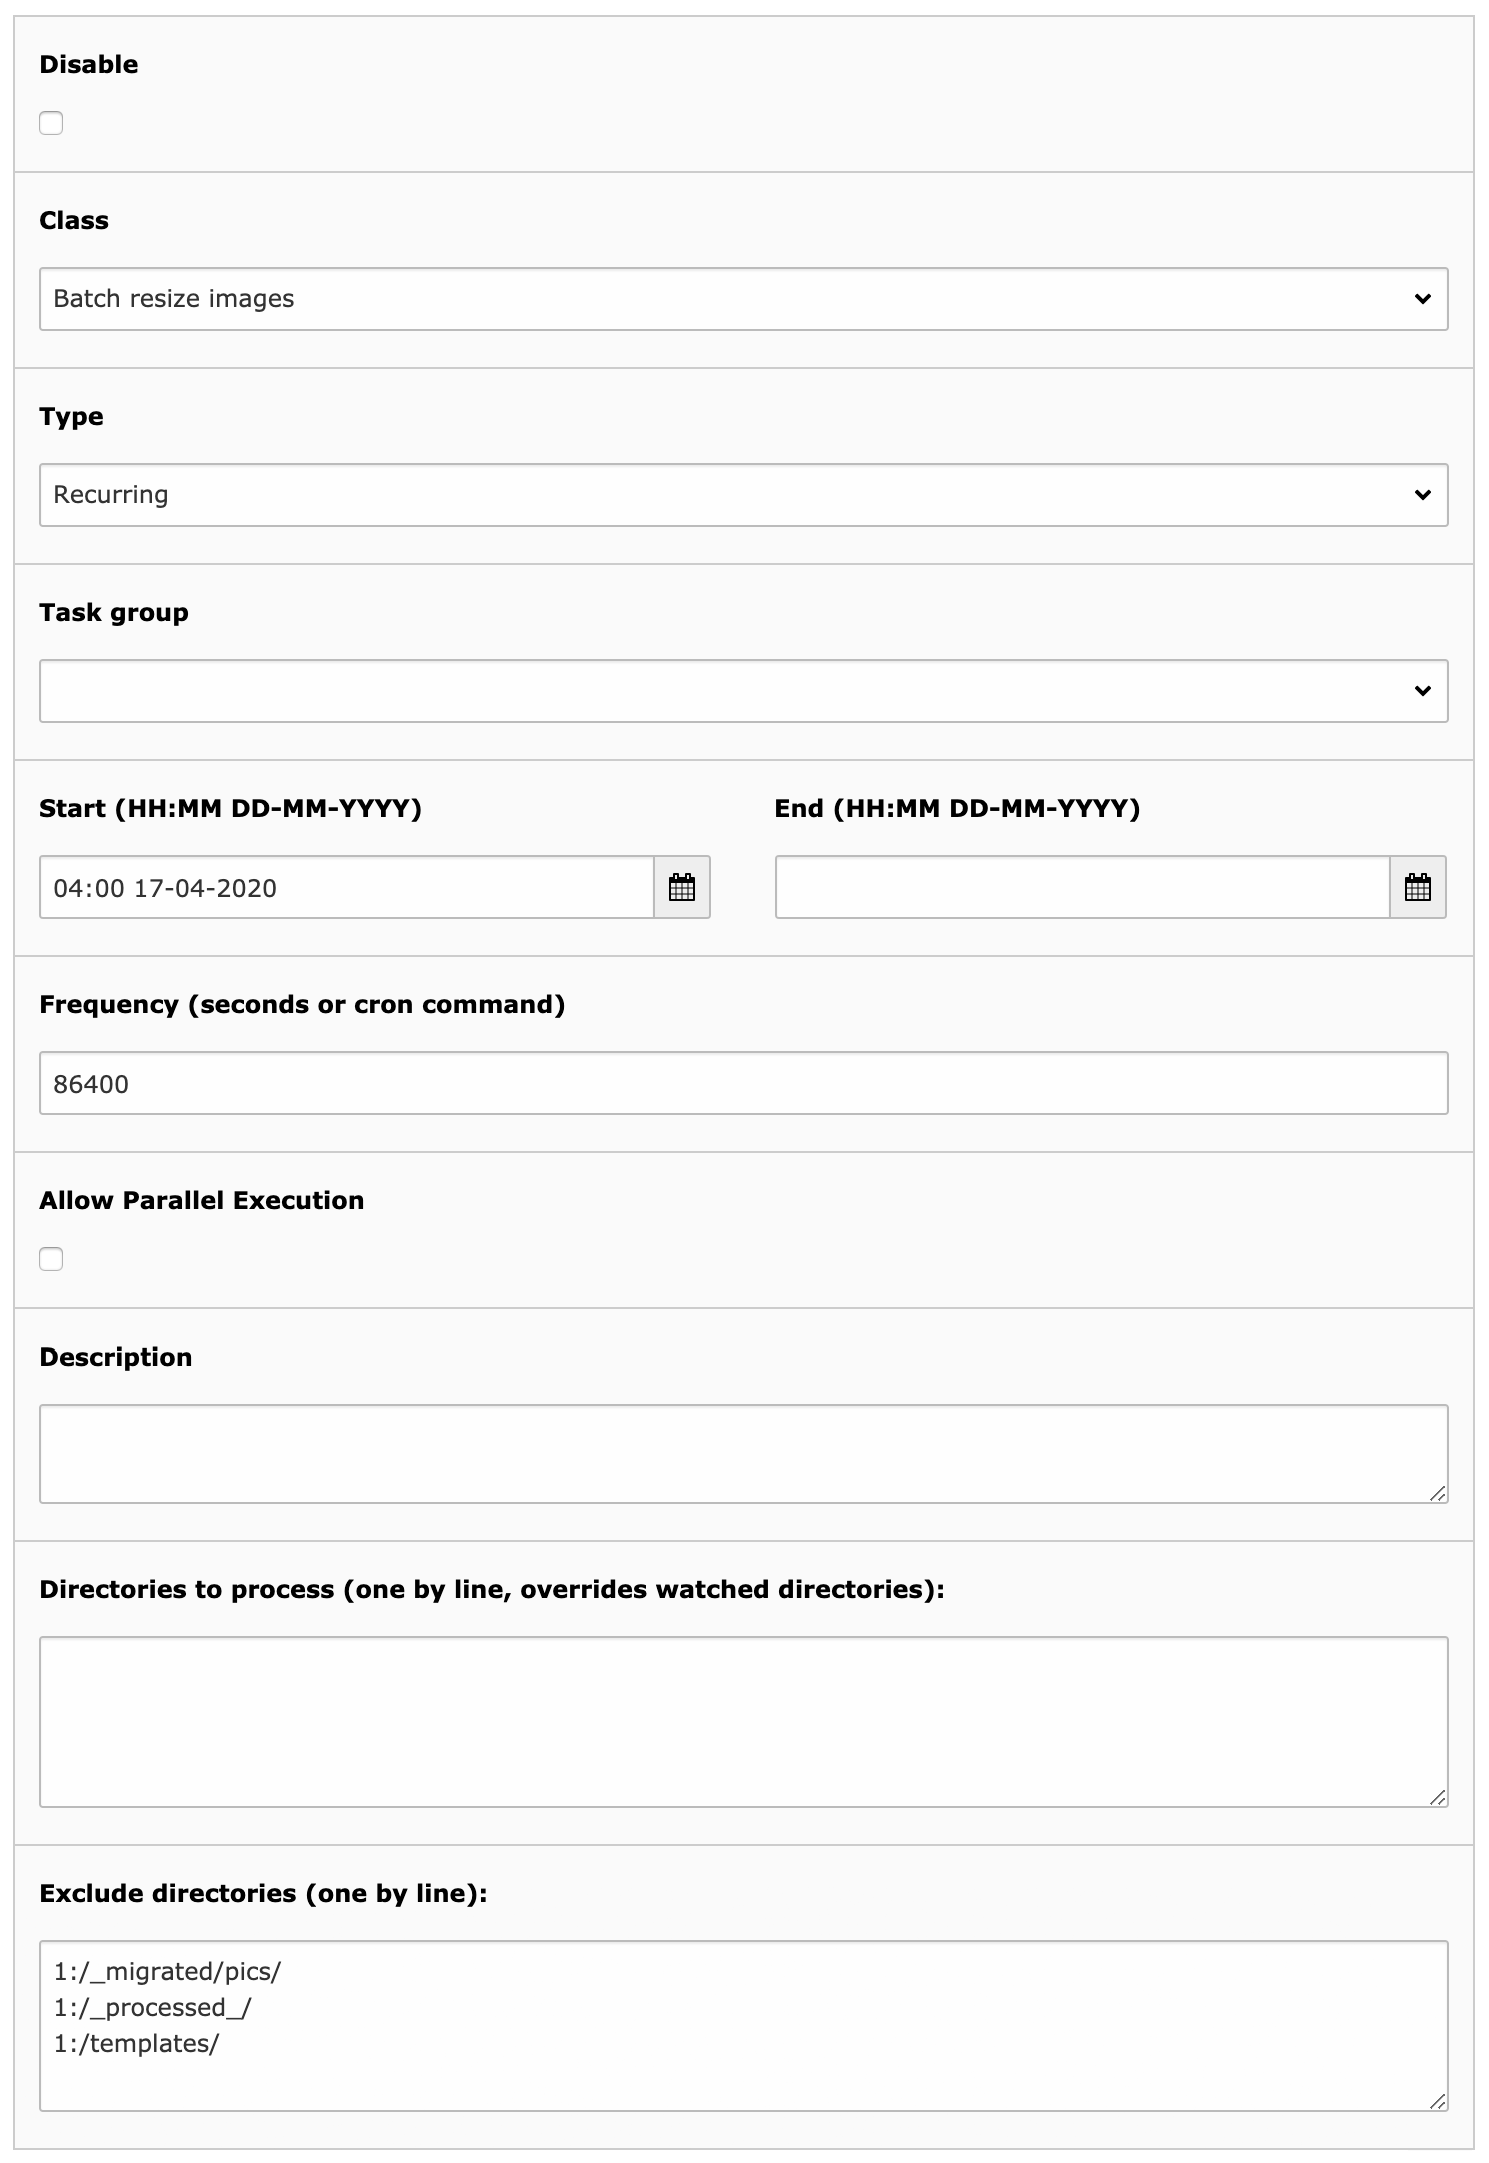 Disable
Class
Batch resize images
Type
Recurring
Task group
Start (HH:MM DD-MM-YYYY)
End (HH:MM DD-MM-YYYY)
04:00 17-04-2020
Frequency (seconds or cron command)
86400
Allow Parallel Execution
Description
Directories to process (one by line, overrides watched directories):
Exclude directories (one by line):
1:/_migrated/pics/
1:/_processed_/
1:/templates/